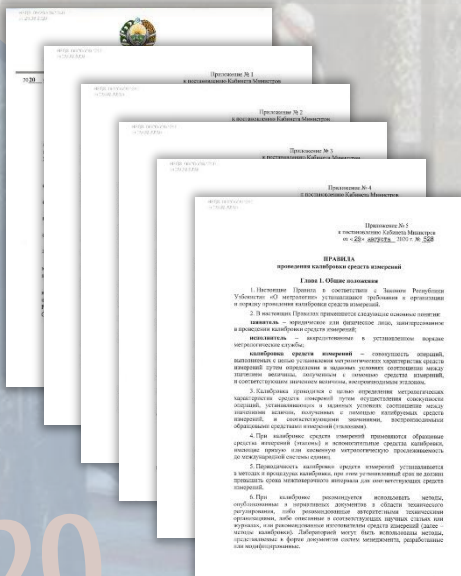 2020
Приложение № 1
к постановлению Кабинета Министров
Приложение № 2
к постановлению Кабинета Министров
Приложение № 3
к постановлению Кабинета Министров
Приложение № 4
к постановлению Кабинета Министров
Приложение № 5
к постановлению Кабинета Министров
от «29» августа 2020 г. № 528
ПРАВИЛА
проведения калибровки средств измерений
Глава 1. Общие положения
1. Настоящие Правила в соответствии с Законом Республики
Узбекистан «О метрологии» устанавливают требования к организации
и порядку проведения калибровки средств измерений.
2. В настоящих Правилах применяются следующие основные понятия:
заявитель – юридическое или физическое лицо, заинтересованное
в проведении калибровки средств измерений;
исполнитель – аккредитованные в установленном порядке
метрологические службы;
калибровка средств измерений – совокупность операций,
выполняемых с целью установления метрологических характеристик средств
измерений путем определения в заданных условиях соотношения между
значением величины, полученным с помощью средства измерений,
и соответствующим значением величины, воспроизводимым эталоном.
3. Калибровка проводится с целью определения метрологических
характеристик средств измерений путем осуществления совокупности
операций, устанавливающих в заданных условиях соотношение между
значениями величин, полученных с помощью калибруемых средств
измерений, и соответствующими значениями, воспроизводимыми
образцовыми средствами измерений (эталонами).
4. При калибровке средств измерений применяются образцовые
средства измерений (эталоны) и вспомогательные средства калибровки,
имеющие прямую или косвенную метрологическую прослеживаемость
до международной системы единиц.
5. Периодичность калибровки средств измерений устанавливается
в методах и процедурах калибровки, при этом установленный срок не должен
превышать срока межповерочного интервала для соответствующих средств
измерений.
6. При калибровке рекомендуется использовать методы,
опубликованные в нормативных документах в области технического
регулирования, либо рекомендованные авторитетными техническими
организациями, либо описанные в соответствующих научных статьях или
журналах, или рекомендованные изготовителем средств измерений (далее –
методы калибровки). Лабораторией могут быть использованы методы,
представляемые в форме документов систем менеджмента, разработанные
или модифицированные.
20